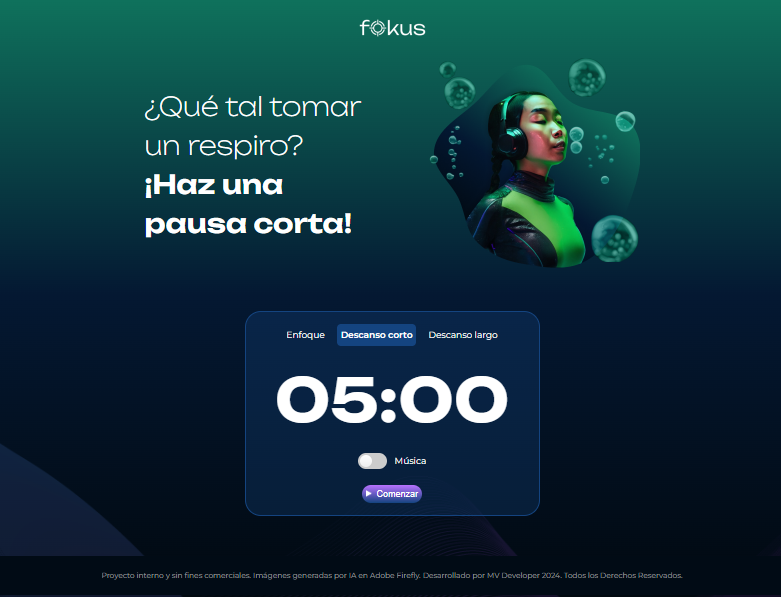 fokus
¿Qué tal tomar
un respiro?
¡Haz una
pausa corta!
Enfoque Descanso corto Descanso largo
05:00
Música
Comenzar
Proyecto interno y sin fines comerciales. Imágenes generadas por IA en Adobe Firefly. Desarrollado por MV Developer 2024. Todos los Derechos Reservados.